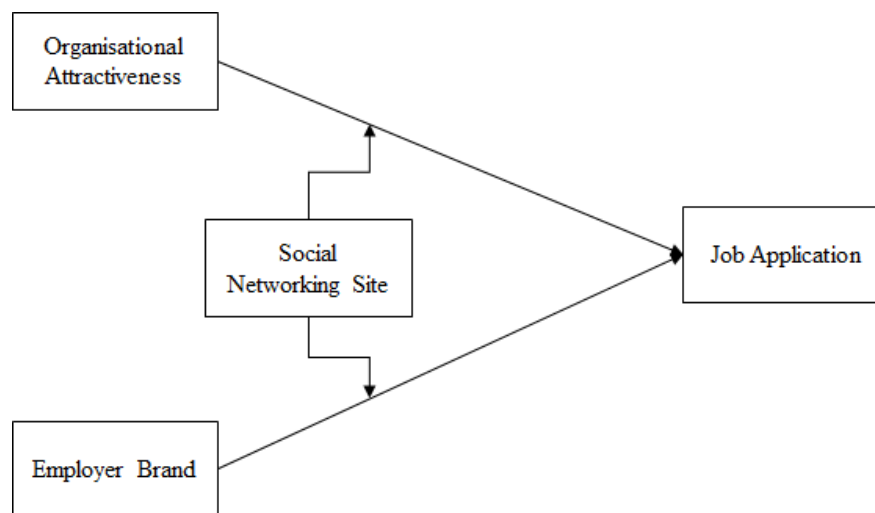 Organisational
Attractiveness
Social
Networking Site
Job Application
Employer Brand